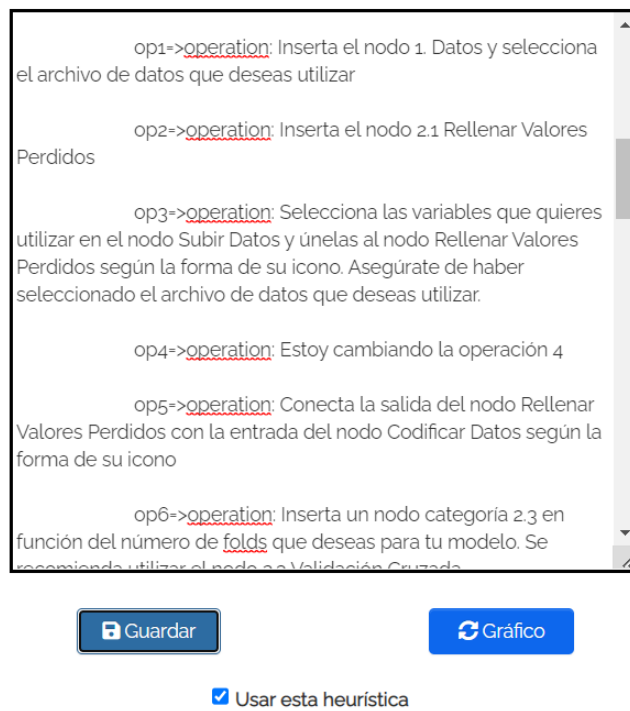 op1=>operation: Inserta el nodo 1. Datos y selecciona
el archivo de datos que deseas utilizar
op2=>operation: Inserta el nodo 2.1 Rellenar Valores
Perdidos
op3=>operation: Selecciona las variables que quieres
utilizar en el nodo Subir Datos y únelas al nodo Rellenar Valores
Perdidos según la forma de su icono. Asegúrate de haber
seleccionado el archivo de datos que deseas utilizar.
op4=>operation: Estoy cambiando la operación 4
op5=>operation: Conecta la salida del nodo Rellenar
Valores Perdidos con la entrada del nodo Codificar Datos según la
forma de su icono
op6=>operation: Inserta un nodo categoría 2.3 en
función del número de folds que deseas para tu modelo. Se
recomienda utilizar el nodo Validación Cruzada
Guardar
Gráfico
Usar esta heurística